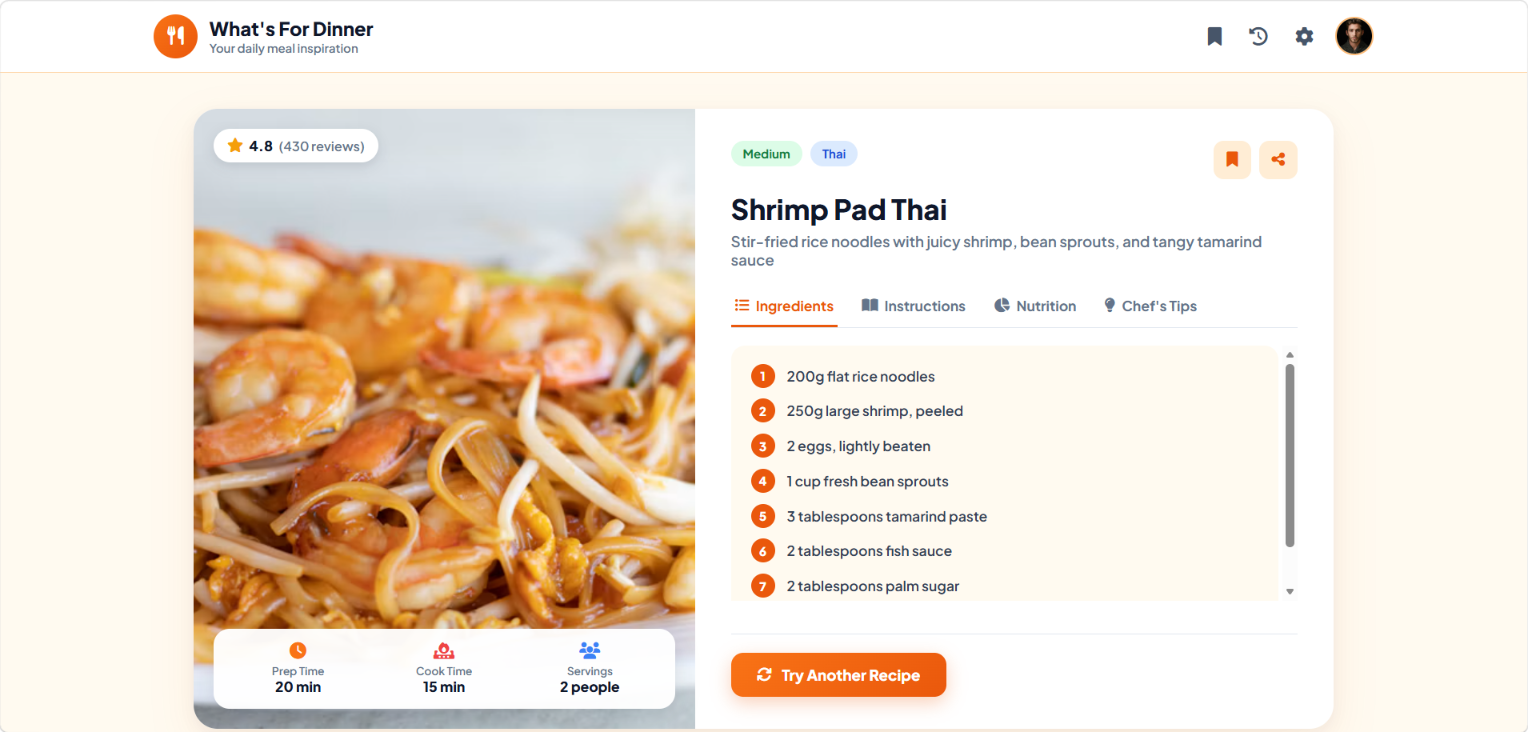 What's For Dinner
Your daily meal inspiration
4.8 (430 reviews)
Prep Time
20 min
Cook Time
15 min
Servings
2 people
Medium
Thai
Shrimp Pad Thai
Stir-fried rice noodles with juicy shrimp, bean sprouts, and tangy tamarind
sauce
Ingredients Instructions Nutrition Chef's Tips
1 200g flat rice noodles
2 250g large shrimp, peeled
3 2 eggs, lightly beaten
4 1 cup fresh bean sprouts
5 3 tablespoons tamarind paste
6 2 tablespoons fish sauce
7 2 tablespoons palm sugar
Try Another Recipe